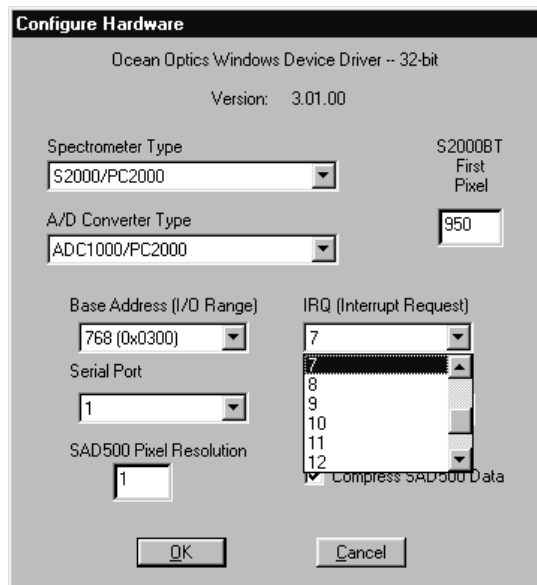 Configure Hardware
Ocean Optics Windows Device Driver -- 32-bit
Version: 3.01.00
Spectrometer Type
S2000/PC2000
S2000BT
First
Pixel
950
A/D Converter Type
ADC1000/PC2000
Base Address (I/O Range)
768 (0x0300)
IRQ (Interrupt Request)
7
7
8
9
10
11
12
Serial Port
1
SAD500 Pixel Resolution
1
Compress SAD500 Data
OK
Cancel